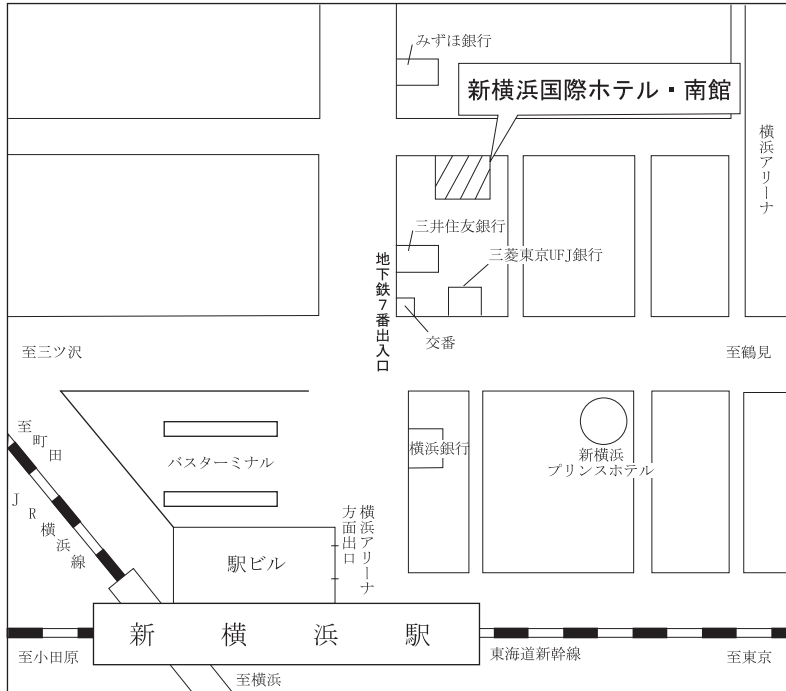 みずほ銀行
新横浜国際ホテル・南館
横浜アリーナ
三井住友銀行
三菱東京UFJ銀行
地下鉄7番出入口
交番
至三ツ沢
至鶴見
至町田
JR横浜線
バスターミナル
横浜銀行
新横浜
プリンスホテル
横浜アリーナ
方面出口
駅ビル
新横浜駅
至小田原
至横浜
東海道新幹線
至東京